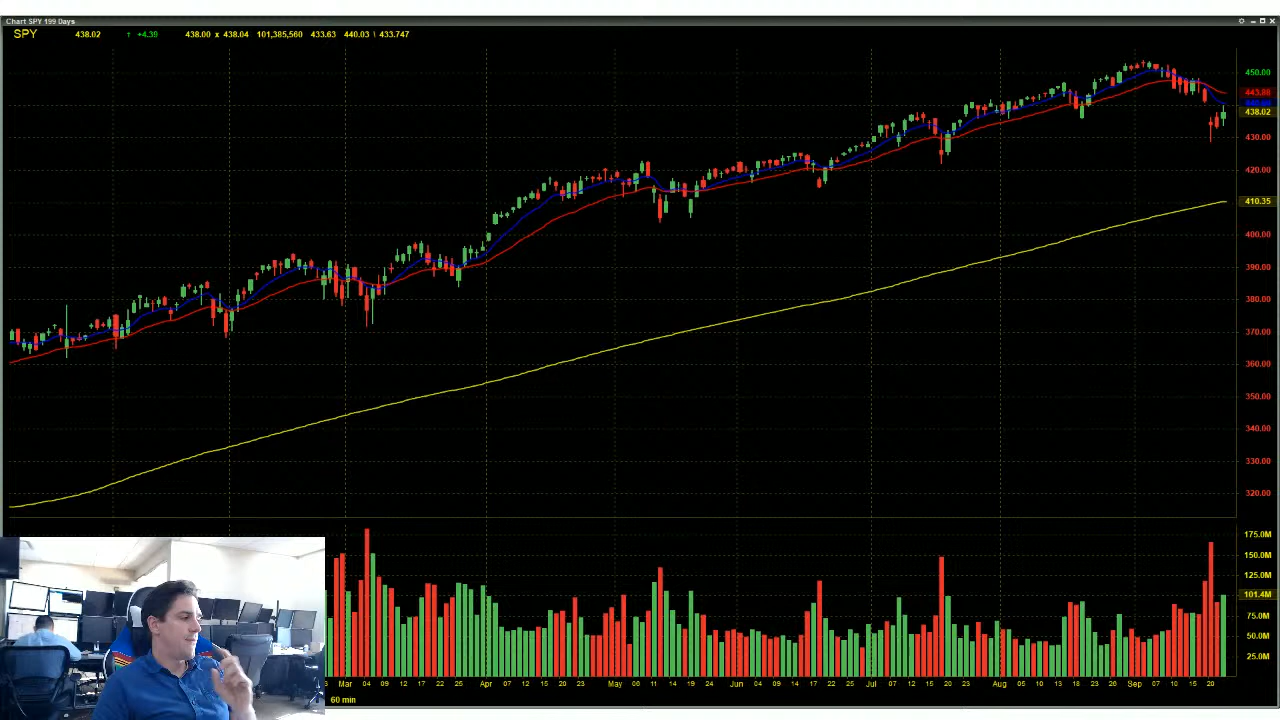 Chart SPY 199 Days
SPY 438.02 ↑ +4.39 438.00 x 438.04 101,385,560 433.63 440.03 \ 433.747
450.00
443.88
438.02
430.00
420.00
410.35
400.00
390.00
380.00
370.00
360.00
350.00
340.00
330.00
320.00
175.0M
150.0M
125.0M
101.4M
75.0M
50.0M
25.0M
Mar 04 09 12 17 22 25 Apr 07 12 15 20 23 May 06 11 14 19 24 Jun 04 09 14 17 22 25 Jul 07 12 15 20 23 Aug 05 10 13 18 23 26 Sep 07 10 15 20
60 min